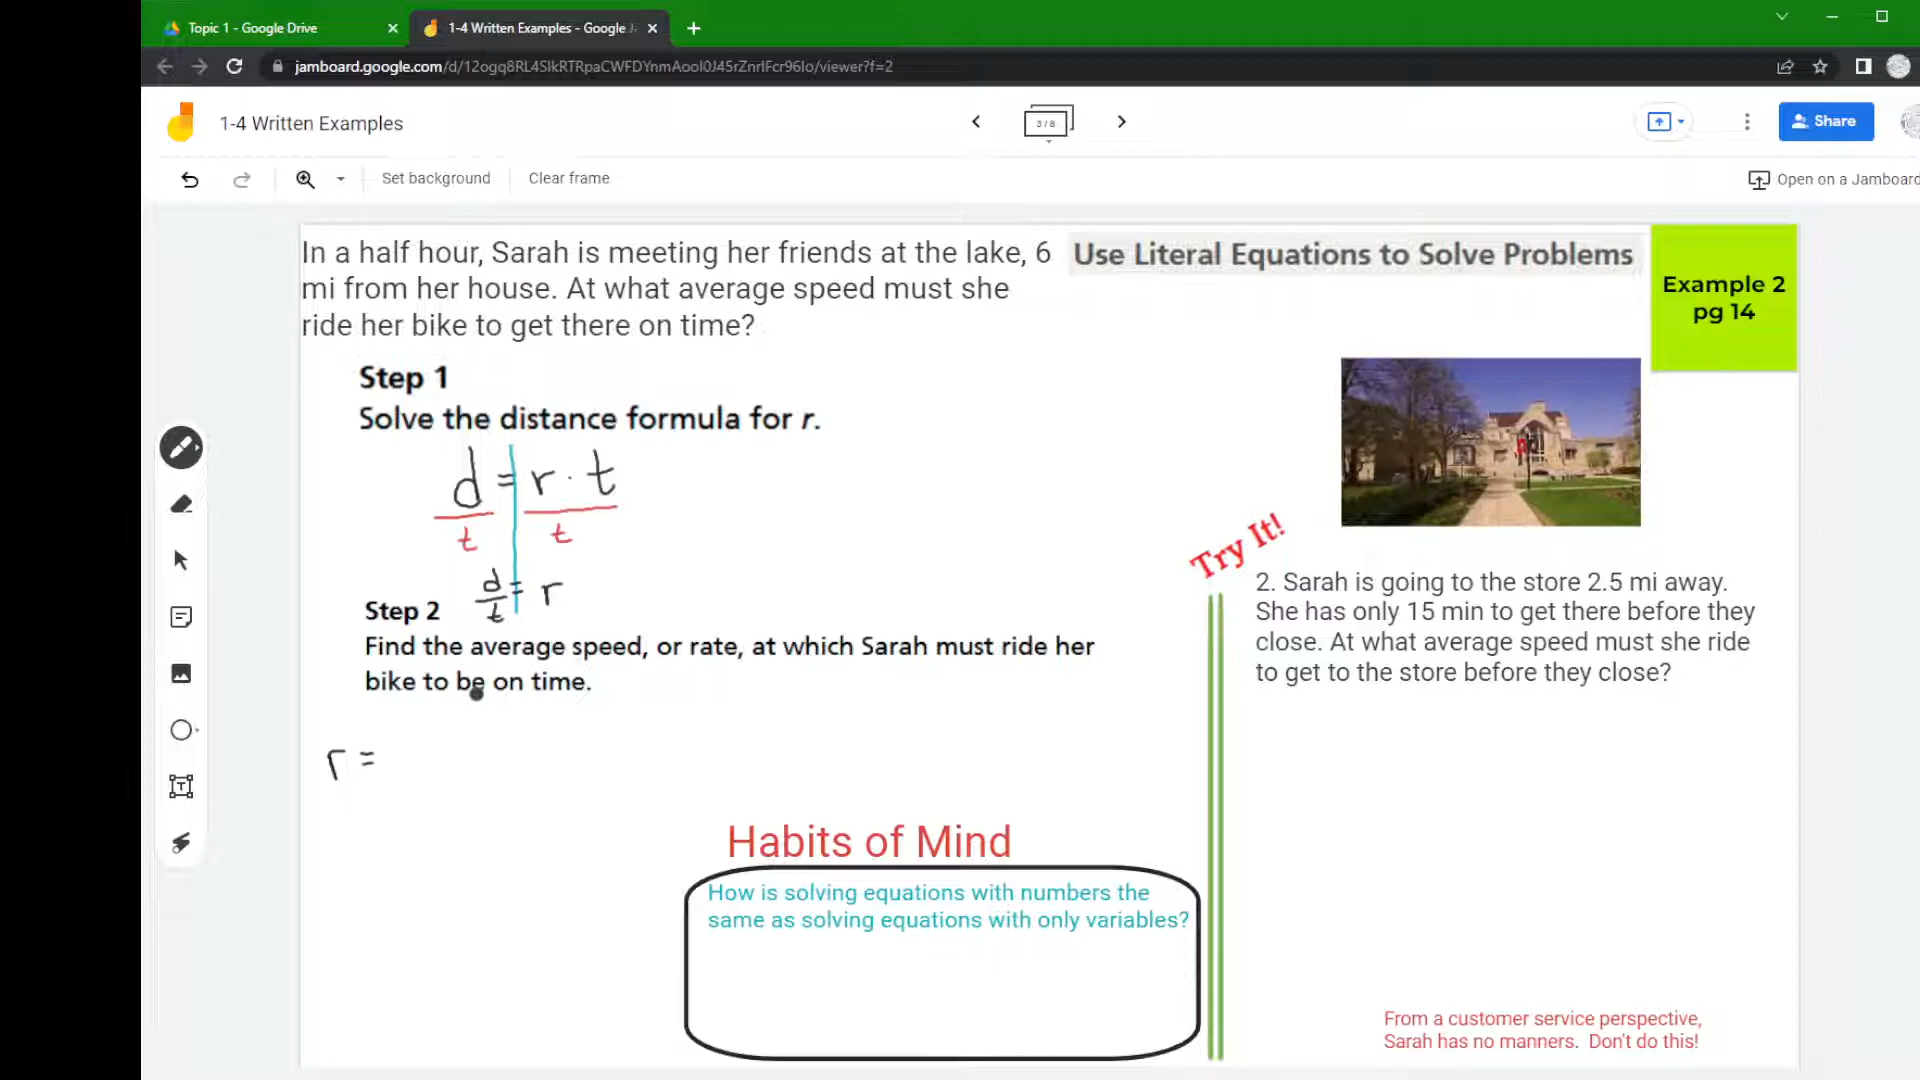 Topic 1 - Google Drive
1-4 Written Examples - Google J
jamboard.google.com/d/12ogq8RL4SlkRTRpaCWFDYnmAool0J45rZnrlFcr96Io/viewer?f=2
1-4 Written Examples
3 / 8
Share
Set background
Clear frame
Open on a Jamboard
In a half hour, Sarah is meeting her friends at the lake, 6
mi from her house. At what average speed must she
ride her bike to get there on time?
Use Literal Equations to Solve Problems
Example 2
pg 14
Step 1
Solve the distance formula for r.
d = r · t
t t
d/t = r
Step 2
Find the average speed, or rate, at which Sarah must ride her
bike to be on time.
r =
Habits of Mind
How is solving equations with numbers the
same as solving equations with only variables?
Try It!
2. Sarah is going to the store 2.5 mi away.
She has only 15 min to get there before they
close. At what average speed must she ride
to get to the store before they close?
From a customer service perspective,
Sarah has no manners. Don't do this!